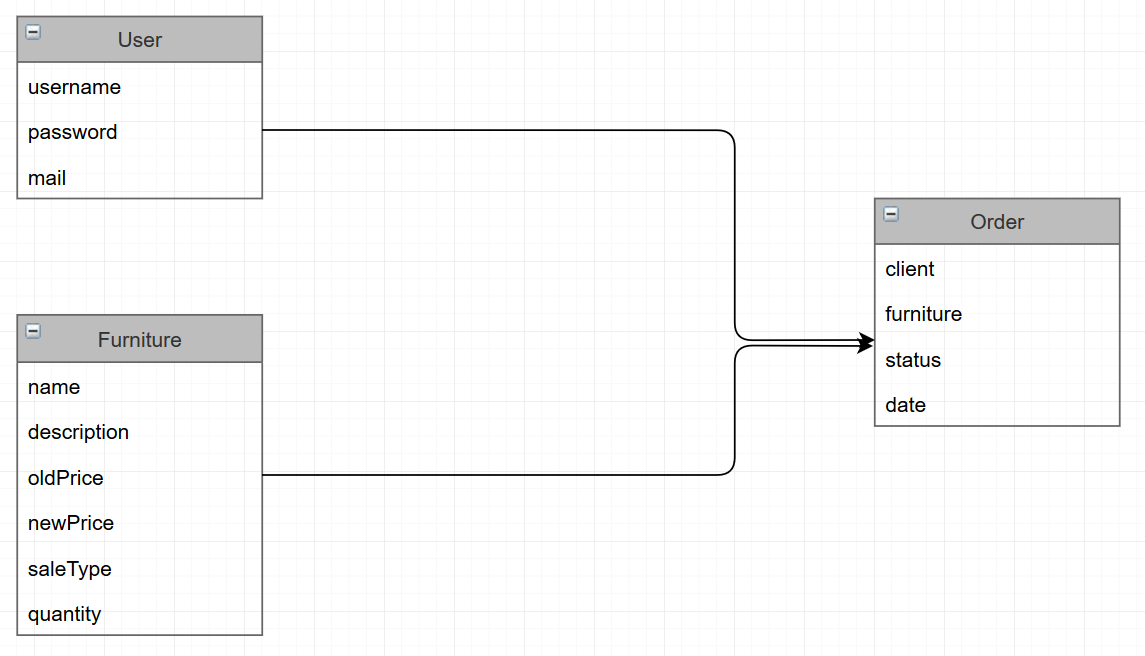 User
username
password
mail
Order
client
furniture
status
date
Furniture
name
description
oldPrice
newPrice
saleType
quantity